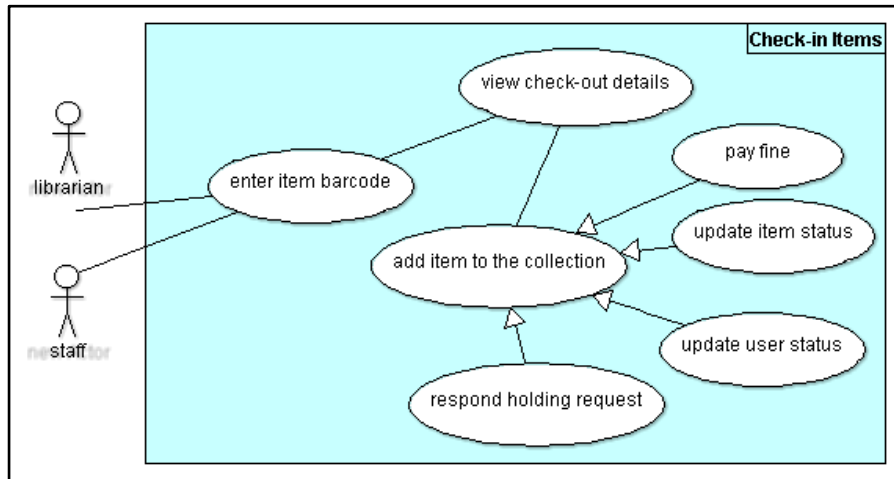 Check-in Items
view check-out details
librarian
enter item barcode
pay fine
update item status
add item to the collection
staff
update user status
respond holding request